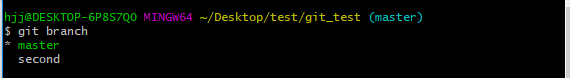 hjj@DESKTOP-6P8S7QO MINGW64 ~/Desktop/test/git_test (master)
$ git branch
* master
  second